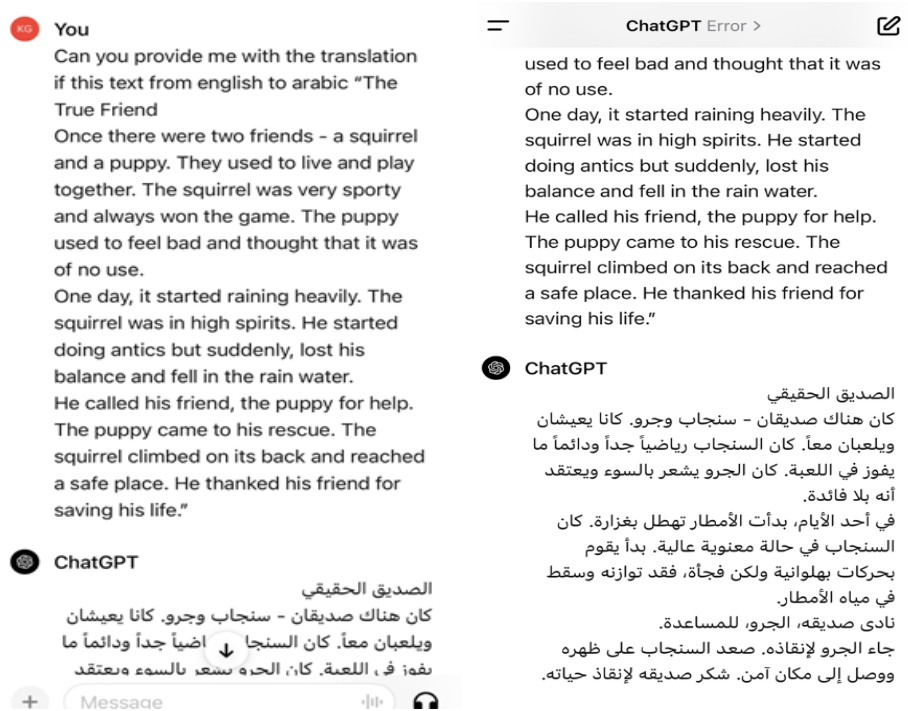 KG
You
Can you provide me with the translation
if this text from english to arabic “The
True Friend
Once there were two friends - a squirrel
and a puppy. They used to live and play
together. The squirrel was very sporty
and always won the game. The puppy
used to feel bad and thought that it was
of no use.
One day, it started raining heavily. The
squirrel was in high spirits. He started
doing antics but suddenly, lost his
balance and fell in the rain water.
He called his friend, the puppy for help.
The puppy came to his rescue. The
squirrel climbed on its back and reached
a safe place. He thanked his friend for
saving his life.”
ChatGPT
الصديق الحقيقي
كان هناك صديقان - سنجاب وجرو. كانا يعيشان
ويلعبان معاً. كان السنجا اضياً جداً ودائماً ما
يفوز في اللعبة. كان الجرو يشعر بالسوء ويعتقد
Message
ChatGPT Error >
used to feel bad and thought that it was
of no use.
One day, it started raining heavily. The
squirrel was in high spirits. He started
doing antics but suddenly, lost his
balance and fell in the rain water.
He called his friend, the puppy for help.
The puppy came to his rescue. The
squirrel climbed on its back and reached
a safe place. He thanked his friend for
saving his life.”
ChatGPT
الصديق الحقيقي
كان هناك صديقان - سنجاب وجرو. كانا يعيشان
ويلعبان معاً. كان السنجاب رياضياً جداً ودائماً ما
يفوز في اللعبة. كان الجرو يشعر بالسوء ويعتقد
أنه بلا فائدة.
في أحد الأيام، بدأت الأمطار تهطل بغزارة. كان
السنجاب في حالة معنوية عالية. بدأ يقوم
بحركات بهلوانية ولكن فجأة، فقد توازنه وسقط
في مياه الأمطار.
نادى صديقه، الجرو، للمساعدة.
جاء الجرو لإنقاذه. صعد السنجاب على ظهره
ووصل إلى مكان آمن. شكر صديقه لإنقاذ حياته.